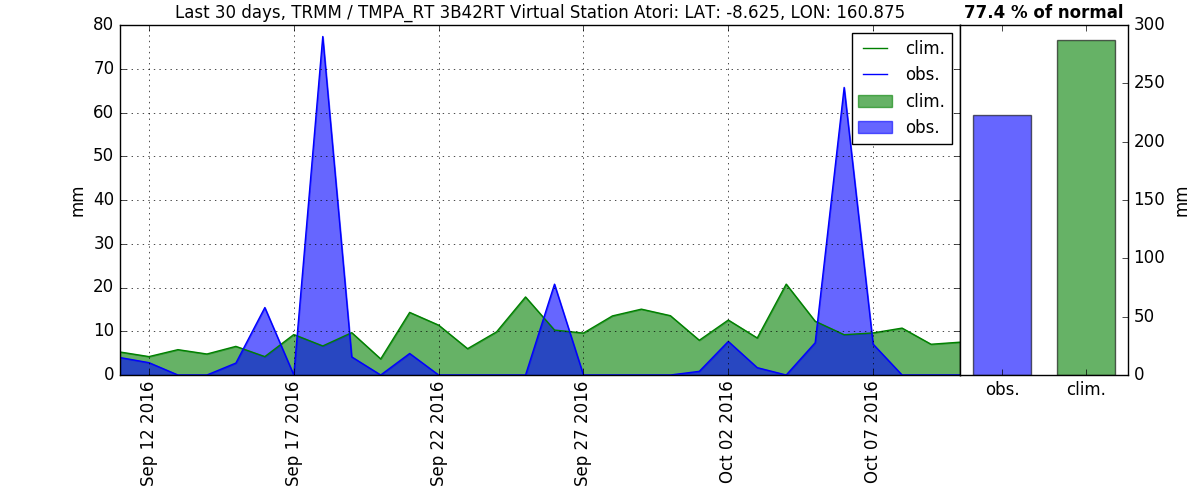 Last 30 days, TRMM / TMPA_RT 3B42RT Virtual Station Atori: LAT: -8.625, LON: 160.875
77.4 % of normal
80
70
60
50
40
30
20
10
0
mm
clim.
obs.
clim.
obs.
300
250
200
150
100
50
0
mm
obs.
clim.
Sep 12 2016
Sep 17 2016
Sep 22 2016
Sep 27 2016
Oct 02 2016
Oct 07 2016